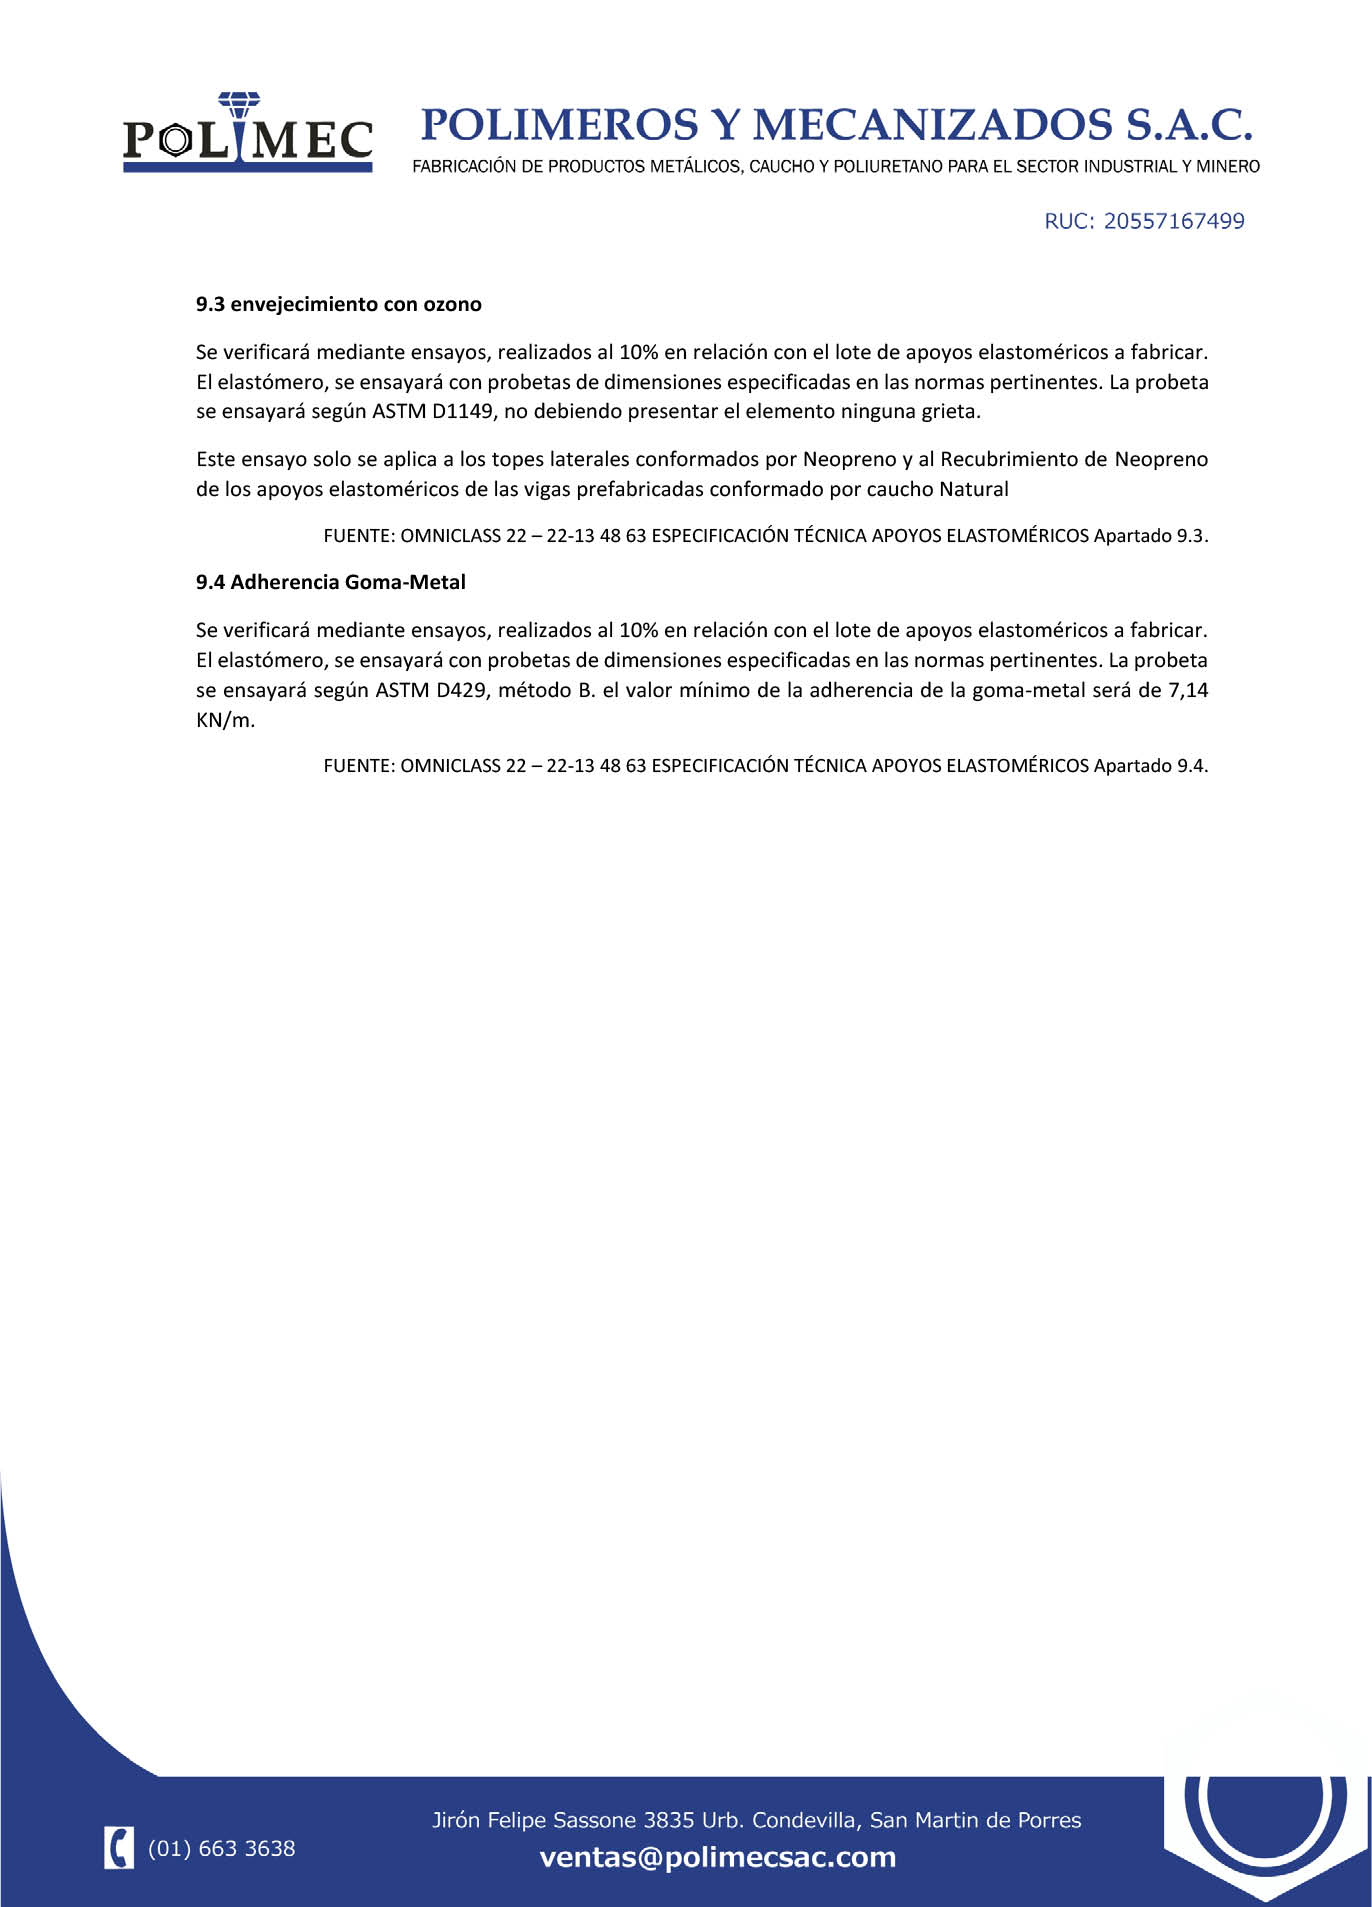 POLIMEC
POLIMEROS Y MECANIZADOS S.A.C.
FABRICACIÓN DE PRODUCTOS METÁLICOS, CAUCHO Y POLIURETANO PARA EL SECTOR INDUSTRIAL Y MINERO
RUC: 20557167499
9.3 envejecimiento con ozono
Se verificará mediante ensayos, realizados al 10% en relación con el lote de apoyos elastoméricos a fabricar.
El elastómero, se ensayará con probetas de dimensiones especificadas en las normas pertinentes. La probeta
se ensayará según ASTM D1149, no debiendo presentar el elemento ninguna grieta.
Este ensayo solo se aplica a los topes laterales conformados por Neopreno y al Recubrimiento de Neopreno
de los apoyos elastoméricos de las vigas prefabricadas conformado por caucho Natural
FUENTE: OMNICLASS 22 – 22-13 48 63 ESPECIFICACIÓN TÉCNICA APOYOS ELASTOMÉRICOS Apartado 9.3.
9.4 Adherencia Goma-Metal
Se verificará mediante ensayos, realizados al 10% en relación con el lote de apoyos elastoméricos a fabricar.
El elastómero, se ensayará con probetas de dimensiones especificadas en las normas pertinentes. La probeta
se ensayará según ASTM D429, método B. el valor mínimo de la adherencia de la goma-metal será de 7,14
KN/m.
FUENTE: OMNICLASS 22 – 22-13 48 63 ESPECIFICACIÓN TÉCNICA APOYOS ELASTOMÉRICOS Apartado 9.4.
(01) 663 3638
Jirón Felipe Sassone 3835 Urb. Condevilla, San Martin de Porres
ventas@polimecsac.com